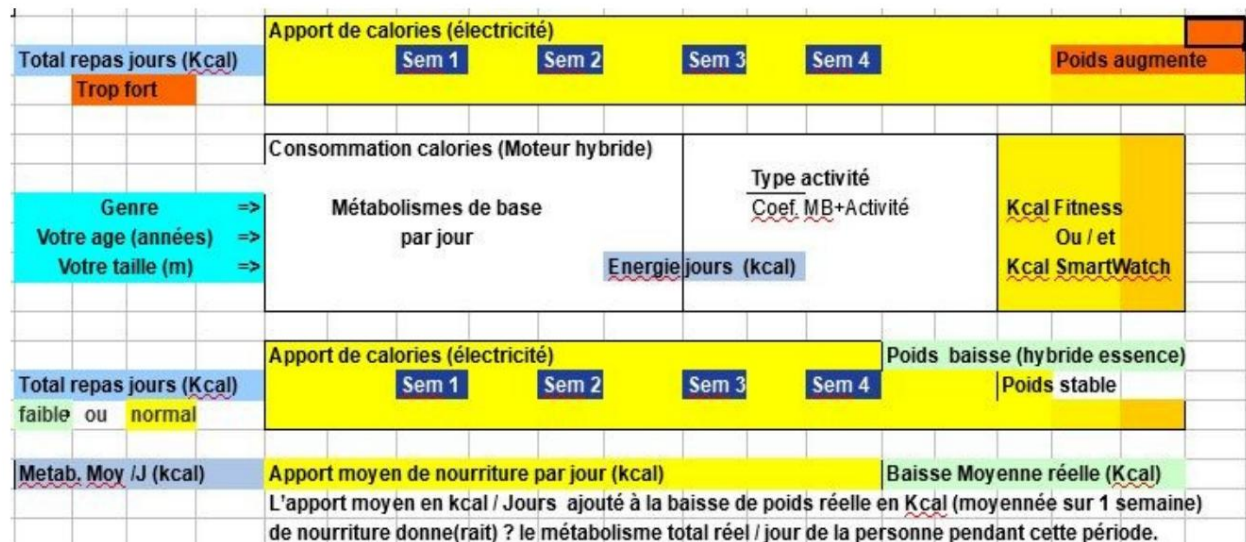 Apport de calories (électricité)
Total repas jours (Kcal) Sem 1 Sem 2 Sem 3 Sem 4 Poids augmente
Trop fort
Consommation calories (Moteur hybride)
Type activité
Genre => Métabolismes de base Coef. MB+Activité Kcal Fitness
Votre age (années) => par jour Ou / et
Votre taille (m) => Energie jours (kcal) Kcal SmartWatch
Apport de calories (électricité) Poids baisse (hybride essence)
Total repas jours (Kcal) Sem 1 Sem 2 Sem 3 Sem 4 Poids stable
faible ou normal
Metab. Moy /J (kcal) Apport moyen de nourriture par jour (kcal) Baisse Moyenne réelle (Kcal)
L'apport moyen en kcal / Jours ajouté à la baisse de poids réelle en Kcal (moyennée sur 1 semaine)
de nourriture donne(rait) ? le métabolisme total réel / jour de la personne pendant cette période.